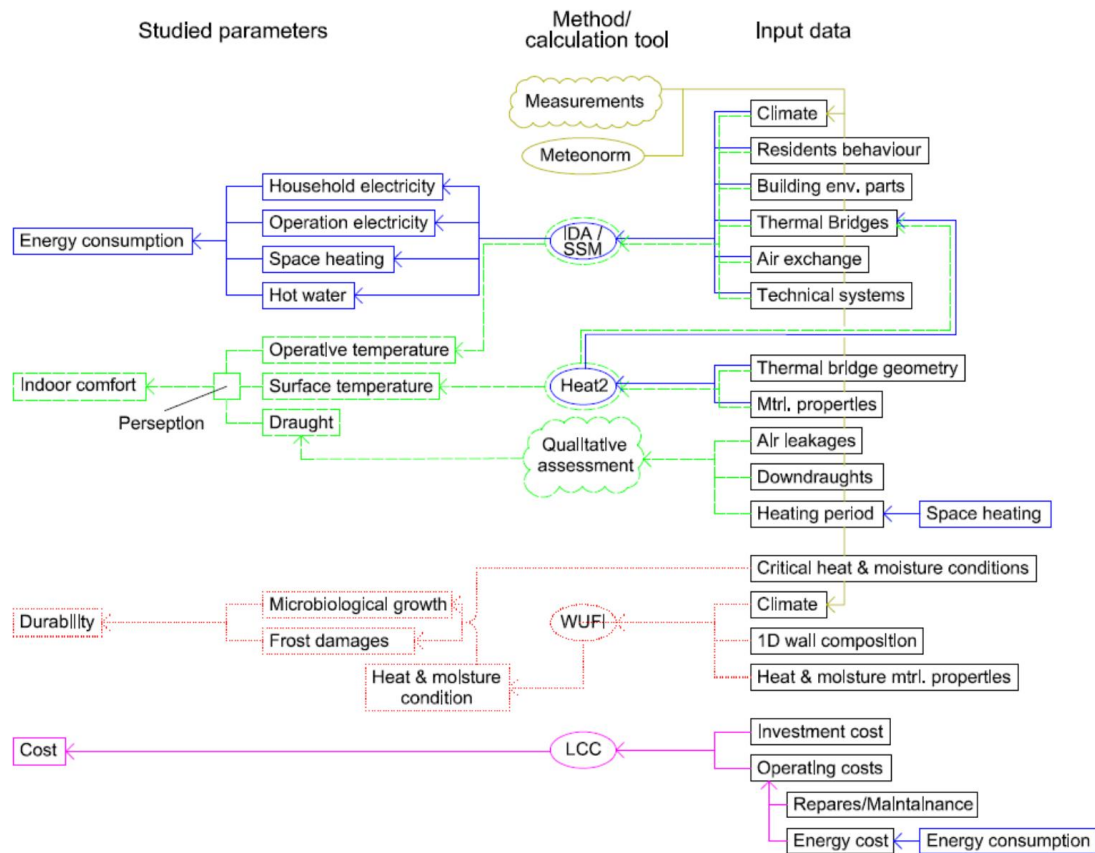 Studied parameters
Method/
calculation tool
Input data
Measurements
Meteonorm
Climate
Residents behaviour
Building env. parts
Thermal Bridges
Air exchange
Technical systems
Household electricity
Operation electricity
Space heating
Hot water
Energy consumption
IDA /
SSM
Operative temperature
Surface temperature
Draught
Indoor comfort
Perseption
Heat2
Thermal bridge geometry
Mtrl. properties
Qualitative
assessment
Air leakages
Downdraughts
Heating period
Space heating
Critical heat & moisture conditions
Microbiological growth
Frost damages
Durability
Heat & moisture
condition
WUFI
Climate
1D wall composition
Heat & moisture mtrl. properties
Cost
LCC
Investment cost
Operating costs
Repares/Maintainance
Energy cost
Energy consumption